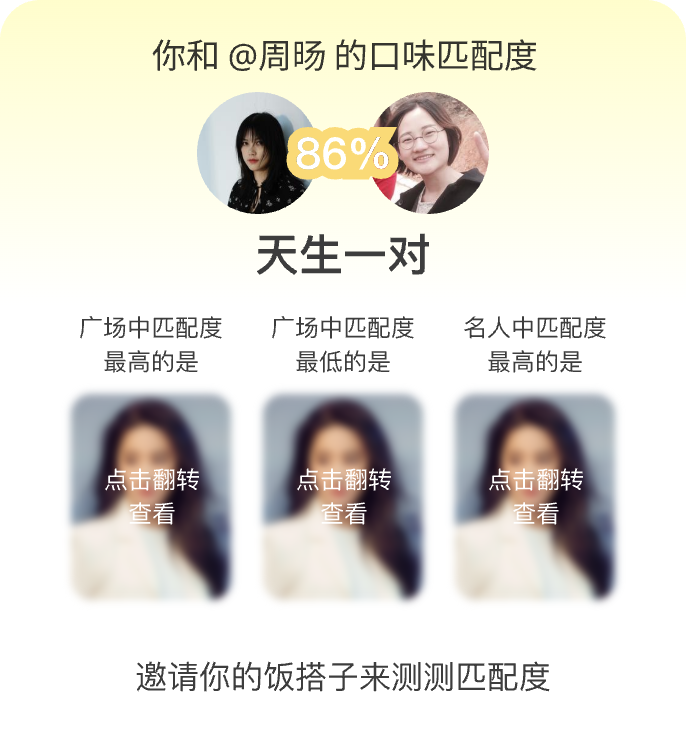 你和 @周旸 的口味匹配度
86%
天生一对
广场中匹配度
最高的是
广场中匹配度
最低的是
名人中匹配度
最高的是
点击翻转
查看
点击翻转
查看
点击翻转
查看
邀请你的饭搭子来测测匹配度